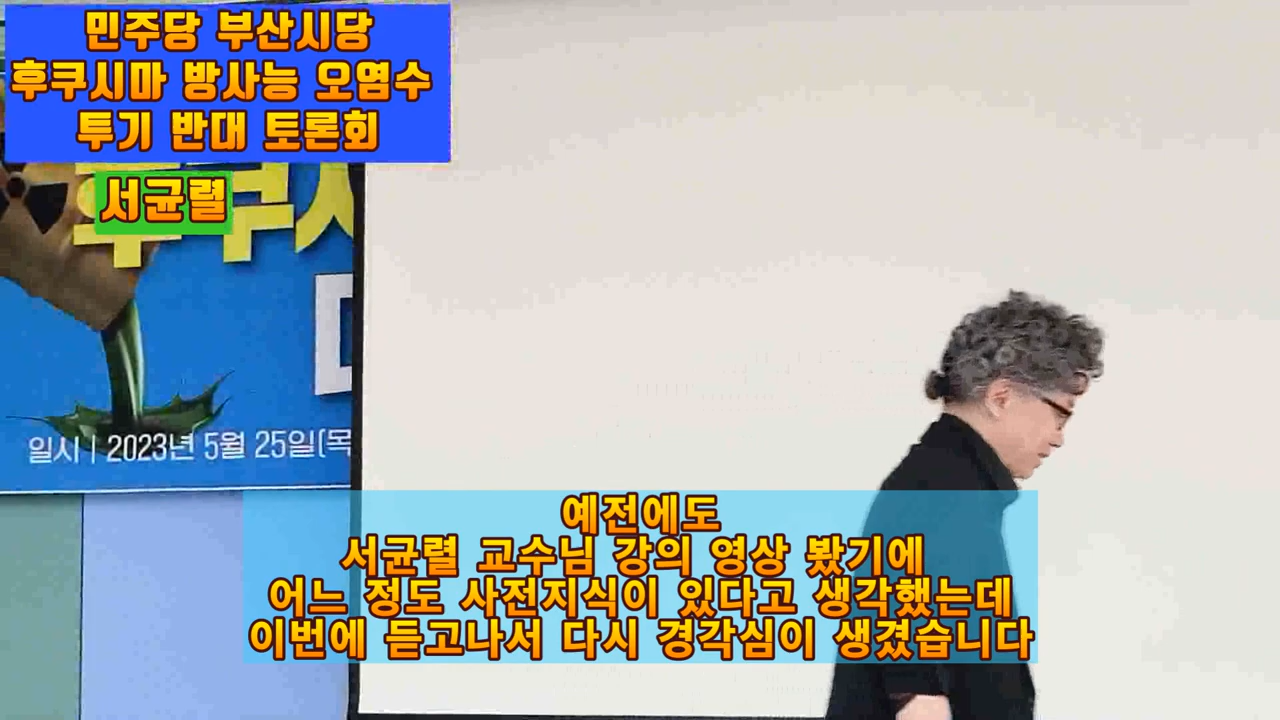 민주당 부산시당
후쿠시마 방사능 오염수
투기 반대 토론회
서균렬
후쿠시
일시 | 2023년 5월 25일(목
예전에도
서균렬 교수님 강의 영상 봤기에
어느 정도 사전지식이 있다고 생각했는데
이번에 듣고나서 다시 경각심이 생겼습니다